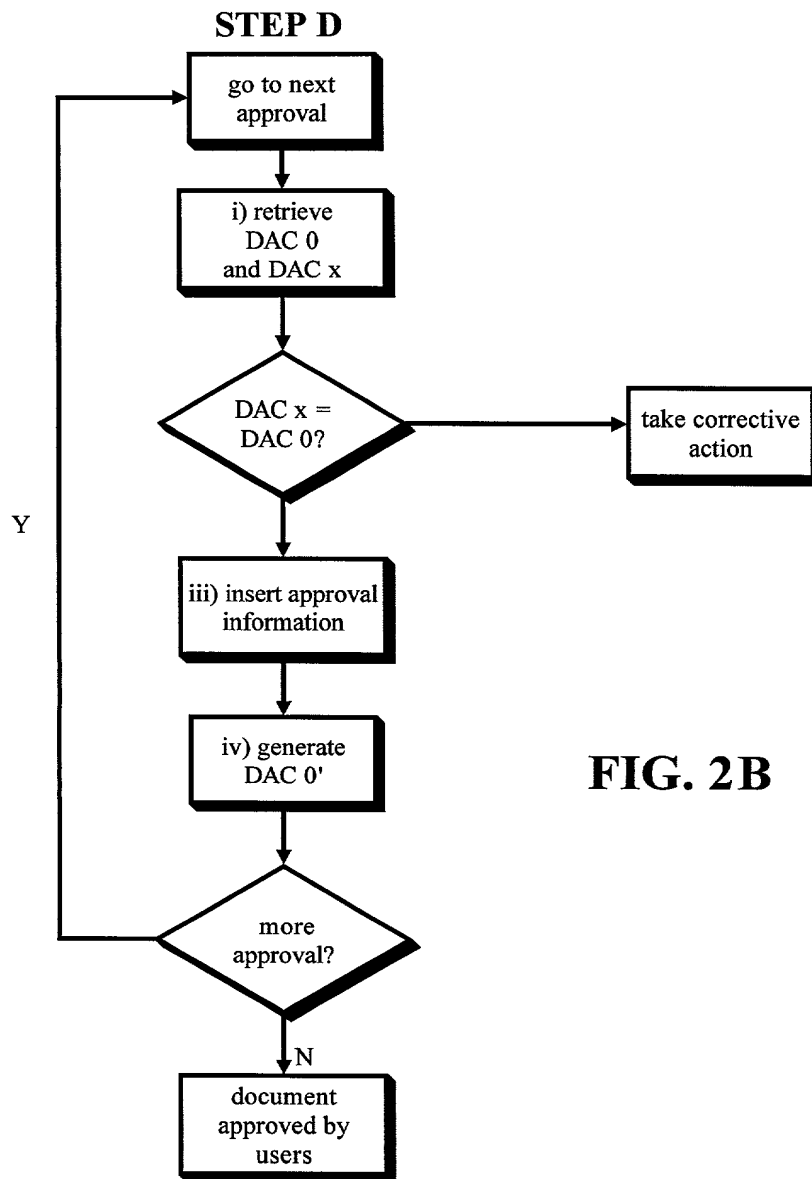 STEP D
go to next
approval
i) retrieve
DAC 0
and DAC x
DAC x =
DAC 0?
take corrective
action
Y
iii) insert approval
information
iv) generate
DAC 0'
FIG. 2B
more
approval?
N
document
approved by
users